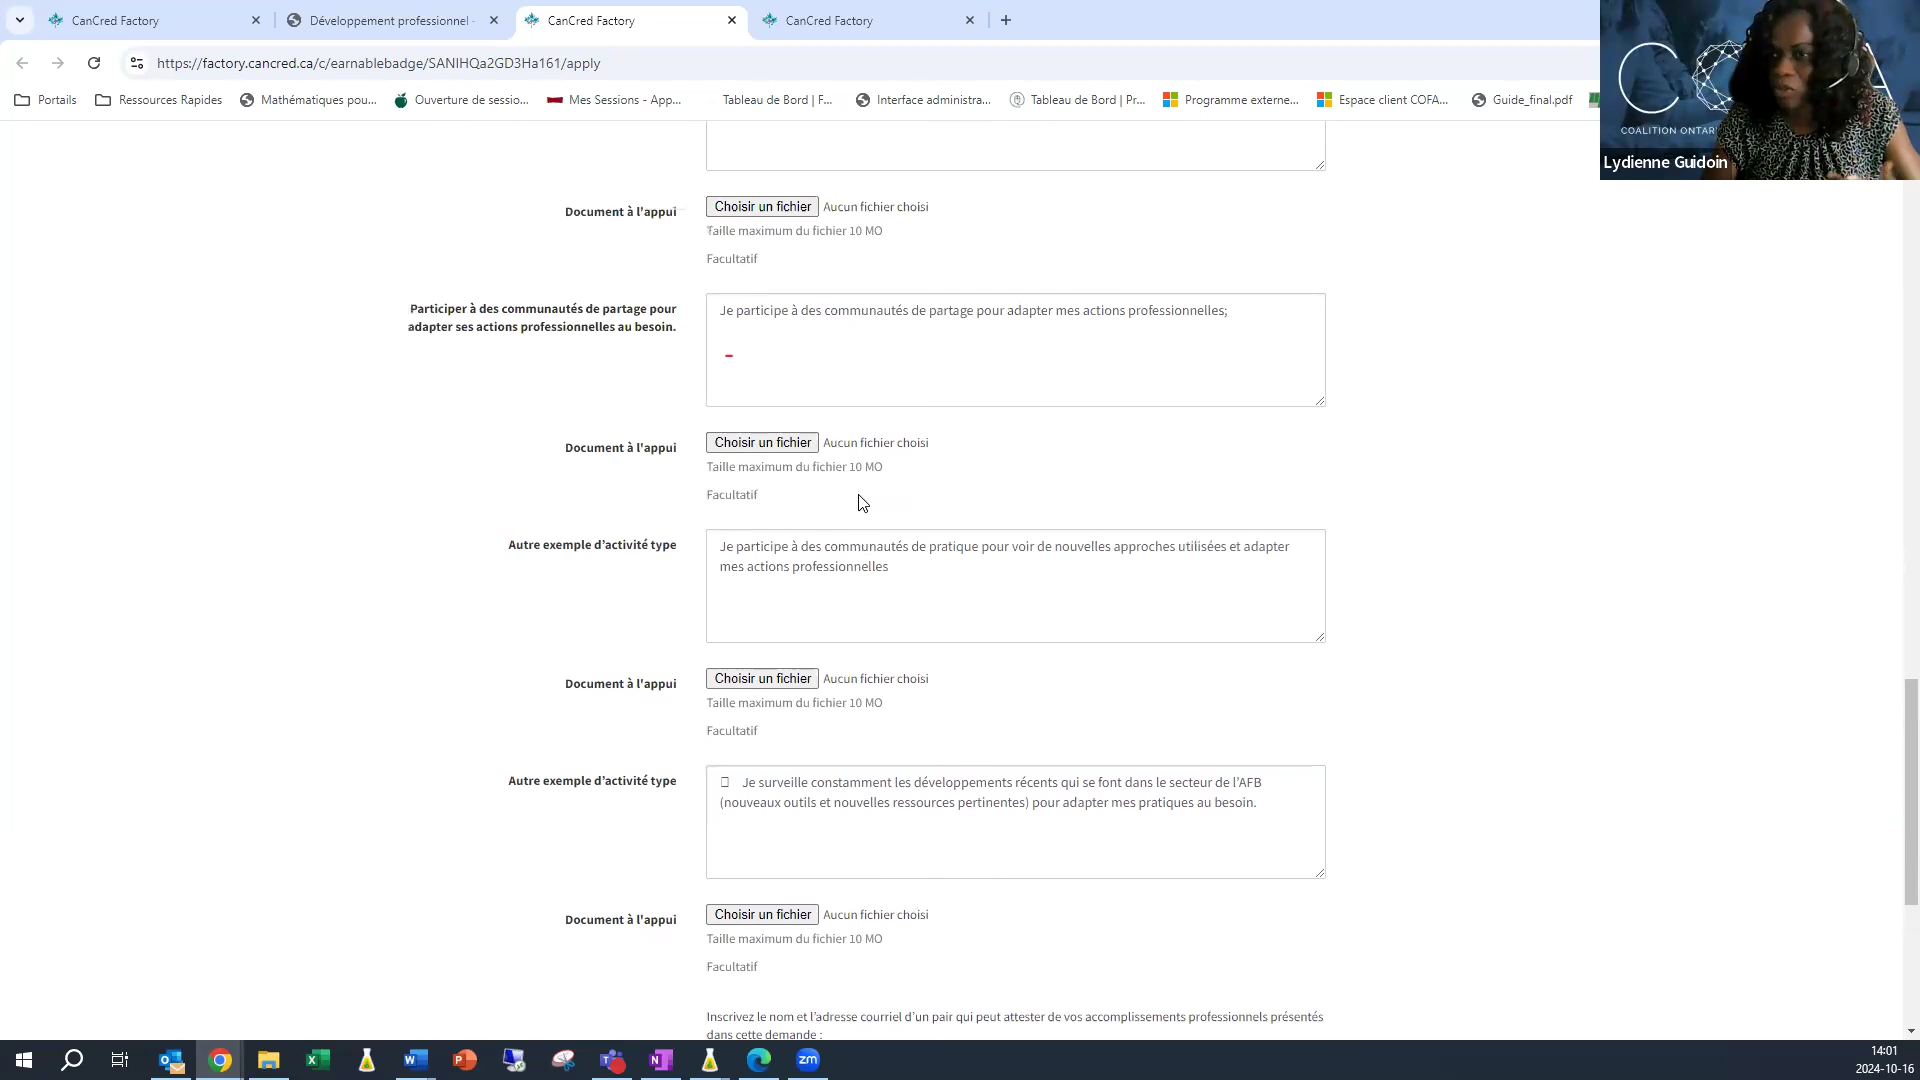 CanCred Factory
Développement professionnel
CanCred Factory
CanCred Factory
https://factory.cancred.ca/c/earnablebadge/SANIHQa2GD3Ha161/apply
Portails
Ressources Rapides
Mathématiques pou...
Ouverture de sessio...
Mes Sessions - App...
Tableau de Bord | F...
Interface administra...
Tableau de Bord | Pr...
Programme externe...
Espace client COFA...
Guide_final.pdf
COALITION ONTAR
Lydienne Guidoin
Document à l'appui
Choisir un fichier Aucun fichier choisi
Taille maximum du fichier 10 MO
Facultatif
Participer à des communautés de partage pour
adapter ses actions professionnelles au besoin.
Je participe à des communautés de partage pour adapter mes actions professionnelles;
Document à l'appui
Choisir un fichier Aucun fichier choisi
Taille maximum du fichier 10 MO
Facultatif
Autre exemple d’activité type
Je participe à des communautés de pratique pour voir de nouvelles approches utilisées et adapter
mes actions professionnelles
Document à l'appui
Choisir un fichier Aucun fichier choisi
Taille maximum du fichier 10 MO
Facultatif
Autre exemple d’activité type
Je surveille constamment les développements récents qui se font dans le secteur de l’AFB
(nouveaux outils et nouvelles ressources pertinentes) pour adapter mes pratiques au besoin.
Document à l'appui
Choisir un fichier Aucun fichier choisi
Taille maximum du fichier 10 MO
Facultatif
Inscrivez le nom et l’adresse courriel d’un pair qui peut attester de vos accomplissements professionnels présentés
dans cette demande :
14:01
2024-10-16